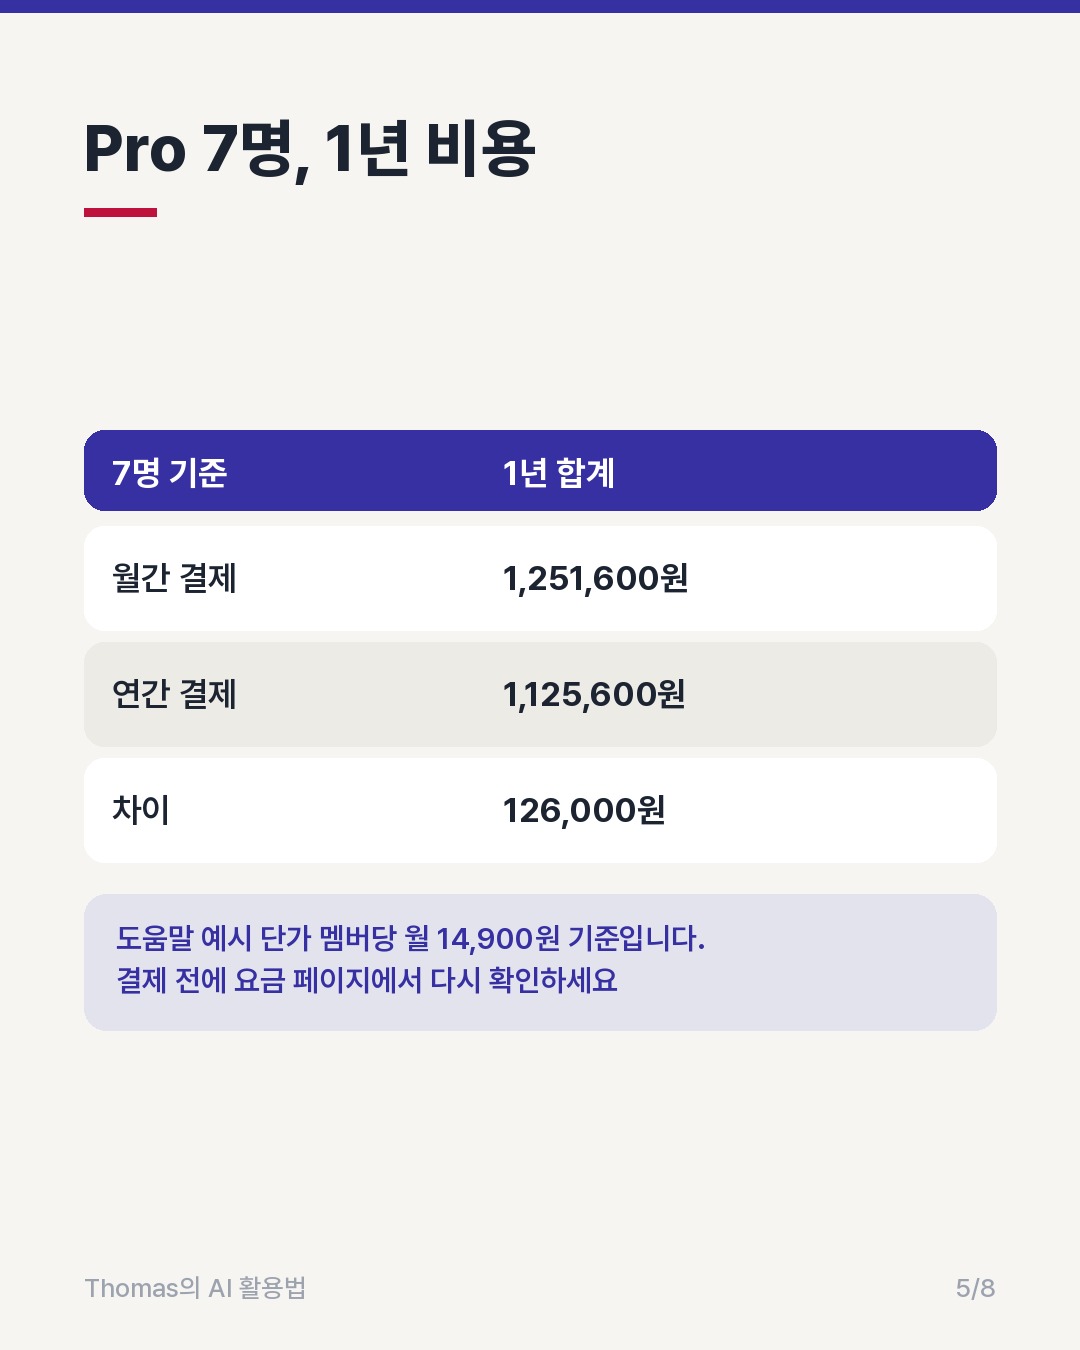 Pro 7명, 1년 비용
7명 기준 1년 합계
월간 결제 1,251,600원
연간 결제 1,125,600원
차이 126,000원
도움말 예시 단가 멤버당 월 14,900원 기준입니다.
결제 전에 요금 페이지에서 다시 확인하세요
Thomas의 AI 활용법 5/8